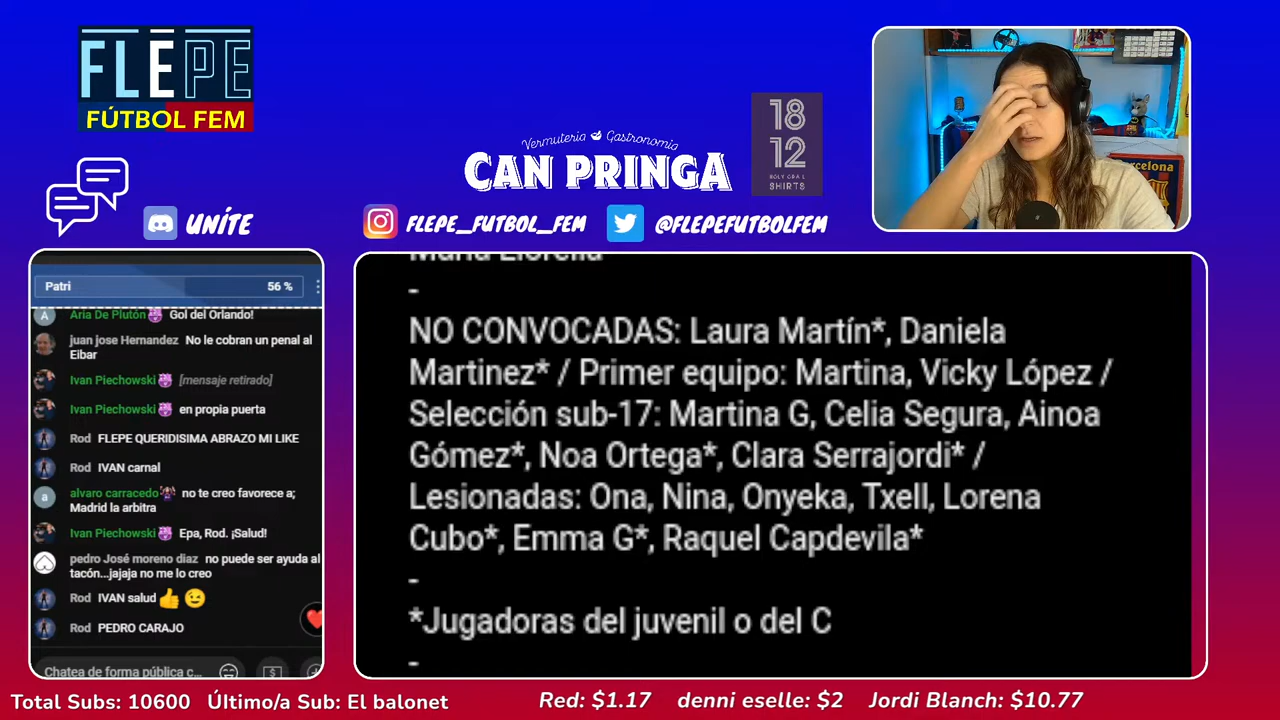 FLEPE
FÚTBOL FEM
Vermuteria Gastronomia
CAN PRINGA
18
12
HOLY GRAIL
SHIRTS
UNÍTE
FLEPE_FUTBOL_FEM
@FLEPEFUTBOLFEM
Barcelona
Patri 56 %
Aria De Plutón Gol del Orlando!
juan jose Hernandez No le cobran un penal al
Eibar
Ivan Piechowski [mensaje retirado]
Ivan Piechowski en propia puerta
Rod FLEPE QUERIDISIMA ABRAZO MI LIKE
Rod IVAN carnal
alvaro carracedo no te creo favorece a;
Madrid la arbitra
Ivan Piechowski Epa, Rod. ¡Salud!
pedro José moreno diaz no puede ser ayuda al
tacón...jajaja no me lo creo
Rod IVAN salud 👍 😉
Rod PEDRO CARAJO
Chatea de forma pública c...
-
NO CONVOCADAS: Laura Martín*, Daniela
Martinez* / Primer equipo: Martina, Vicky López /
Selección sub-17: Martina G, Celia Segura, Ainoa
Gómez*, Noa Ortega*, Clara Serrajordi* /
Lesionadas: Ona, Nina, Onyeka, Txell, Lorena
Cubo*, Emma G*, Raquel Capdevila*
-
*Jugadoras del juvenil o del C
-
Total Subs: 10600 Último/a Sub: El balonet
Red: $1.17 denni eselle: $2 Jordi Blanch: $10.77